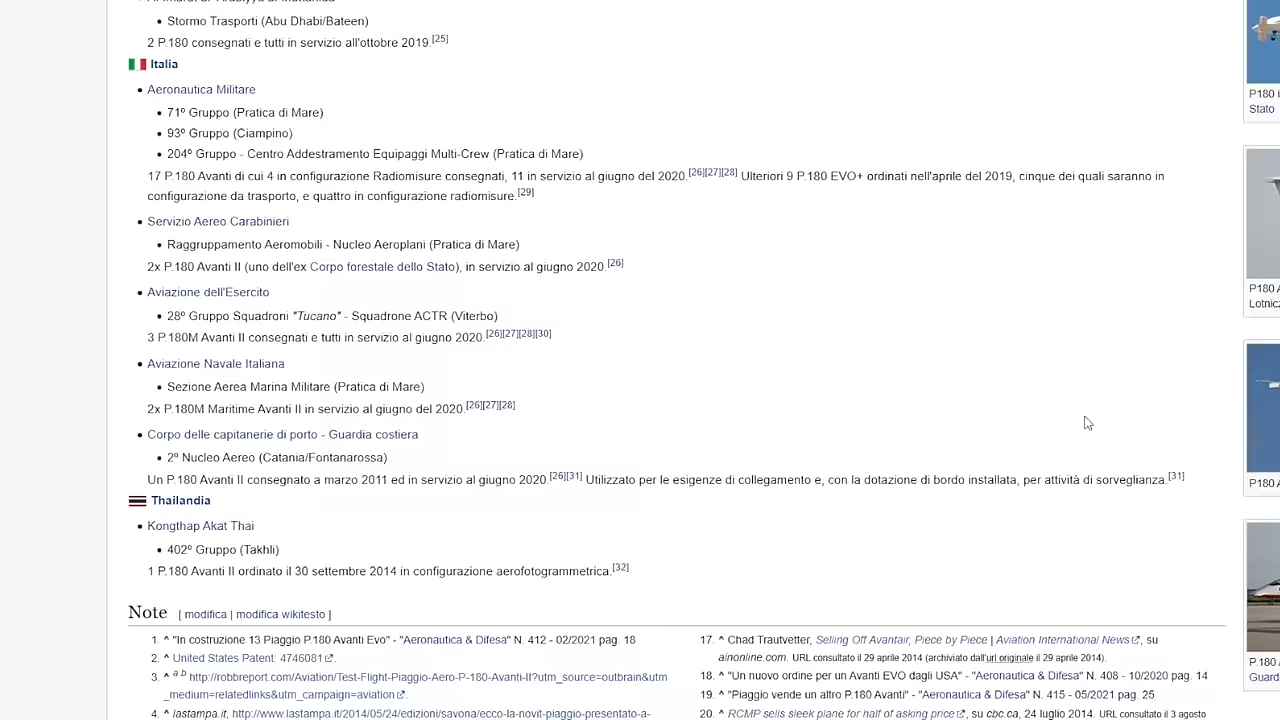 Stormo Trasporti (Abu Dhabi/Bateen)
2 P.180 consegnati e tutti in servizio all'ottobre 2019.[25]
Italia
Aeronautica Militare
71º Gruppo (Pratica di Mare)
93º Gruppo (Ciampino)
204º Gruppo - Centro Addestramento Equipaggi Multi-Crew (Pratica di Mare)
17 P.180 Avanti di cui 4 in configurazione Radiomisure consegnati, 11 in servizio al giugno del 2020.[26][27][28] Ulteriori 9 P.180 EVO+ ordinati nell'aprile del 2019, cinque dei quali saranno in
configurazione da trasporto, e quattro in configurazione radiomisure.[29]
Servizio Aereo Carabinieri
Raggruppamento Aeromobili - Nucleo Aeroplani (Pratica di Mare)
2x P.180 Avanti II (uno dell'ex Corpo forestale dello Stato), in servizio al giugno 2020.[26]
Aviazione dell'Esercito
28º Gruppo Squadroni "Tucano" - Squadrone ACTR (Viterbo)
3 P.180M Avanti II consegnati e tutti in servizio al giugno 2020.[26][27][28][30]
Aviazione Navale Italiana
Sezione Aerea Marina Militare (Pratica di Mare)
2x P.180M Maritime Avanti II in servizio al giugno del 2020.[26][27][28]
Corpo delle capitanerie di porto - Guardia costiera
2º Nucleo Aereo (Catania/Fontanarossa)
Un P.180 Avanti II consegnato a marzo 2011 ed in servizio al giugno 2020.[26][31] Utilizzato per le esigenze di collegamento e, con la dotazione di bordo installata, per attività di sorveglianza.[31]
Thailandia
Kongthap Akat Thai
402º Gruppo (Takhli)
1 P.180 Avanti II ordinato il 30 settembre 2014 in configurazione aerofotogrammetrica.[32]
Note [ modifica | modifica wikitesto ]
1. ^ "In costruzione 13 Piaggio P.180 Avanti Evo" - "Aeronautica & Difesa" N. 412 - 02/2021 pag. 18
2. ^ United States Patent: 4746081.
3. ^ a b http://robbreport.com/Aviation/Test-Flight-Piaggio-Aero-P-180-Avanti-II?utm_source=outbrain&utm
_medium=relatedlinks&utm_campaign=aviation.
4. ^ lastampa.it, http://www.lastampa.it/2014/05/24/edizioni/savona/ecco-la-novit-piaggio-presentato-a-
17. ^ Chad Trautvetter, Selling Off Avantair, Piece by Piece | Aviation International News, su
ainonline.com. URL consultato il 29 aprile 2014 (archiviato dall'url originale il 29 aprile 2014).
18. ^ "Un nuovo ordine per un Avanti EVO dagli USA" - "Aeronautica & Difesa" N. 408 - 10/2020 pag. 14
19. ^ "Piaggio vende un altro P.180 Avanti" - "Aeronautica & Difesa" N. 415 - 05/2021 pag. 25
20. ^ RCMP sells sleek plane for half of asking price, su cbc.ca, 24 luglio 2014. URL consultato il 3 agosto
P180 i
Stato
P180 A
Lotnic
P180 A
P.180 A
Guard